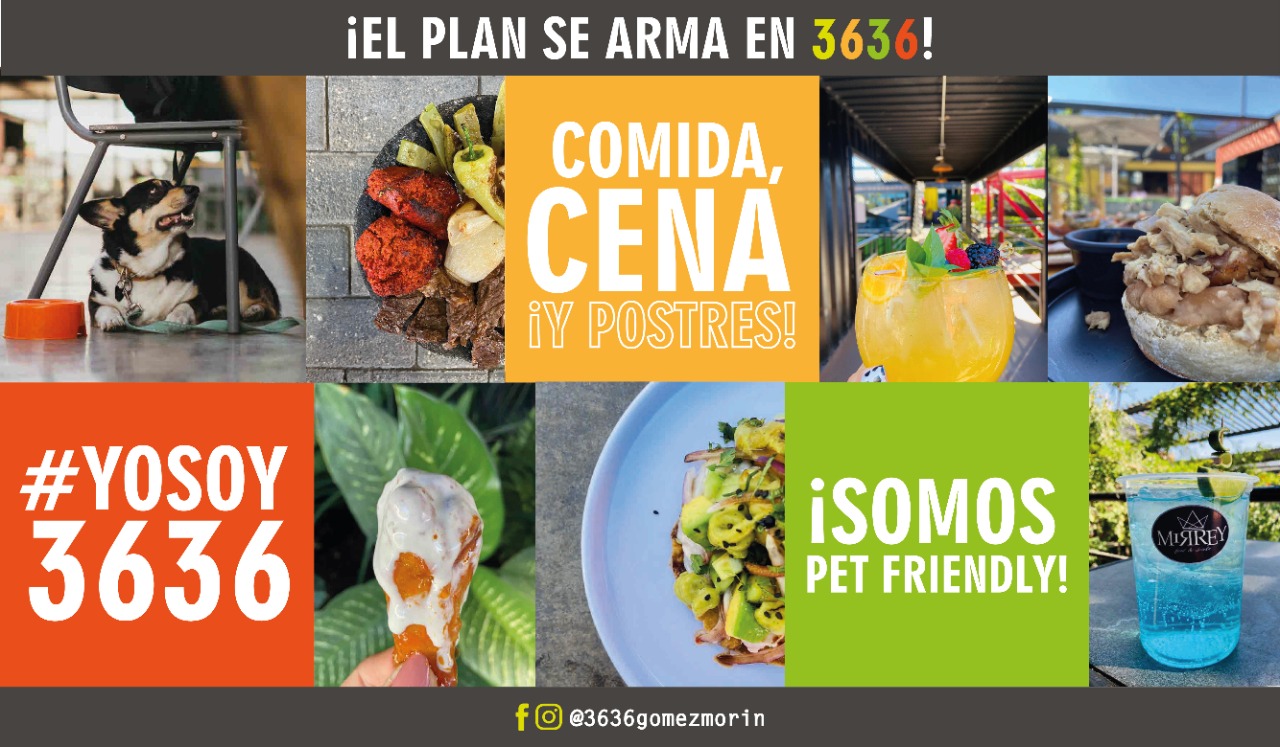 ¡EL PLAN SE ARMA EN 3636!
COMIDA,
CENA
¡Y POSTRES!
#YOSOY
3636
¡SOMOS
PET FRIENDLY!
MIRREY
@3636gomezmorin